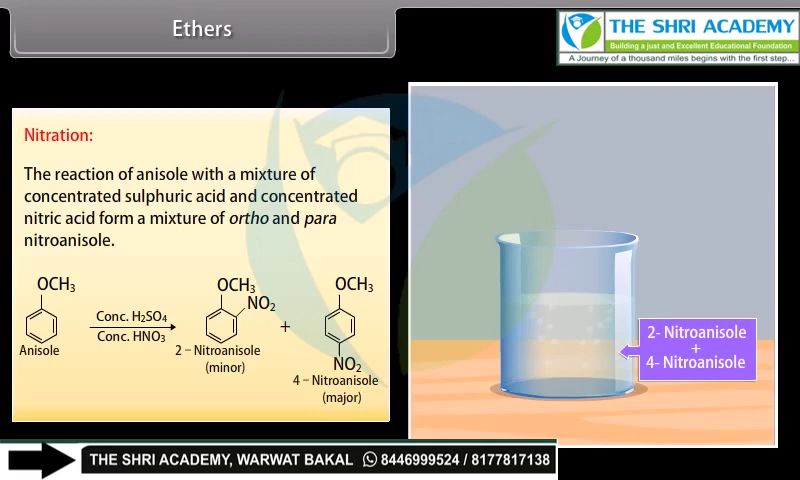 Ethers
THE SHRI ACADEMY
Building a just and Excellent Educational Foundation
A Journey of a thousand miles begins with the first step...
Nitration:
The reaction of anisole with a mixture of
concentrated sulphuric acid and concentrated
nitric acid form a mixture of ortho and para
nitroanisole.
OCH₃
Anisole
Conc. H₂SO₄
Conc. HNO₃
OCH₃
NO₂
2 – Nitroanisole
(minor)
+
OCH₃
NO₂
4 – Nitroanisole
(major)
2- Nitroanisole
+
4- Nitroanisole
THE SHRI ACADEMY, WARWAT BAKAL 8446999524 / 8177817138